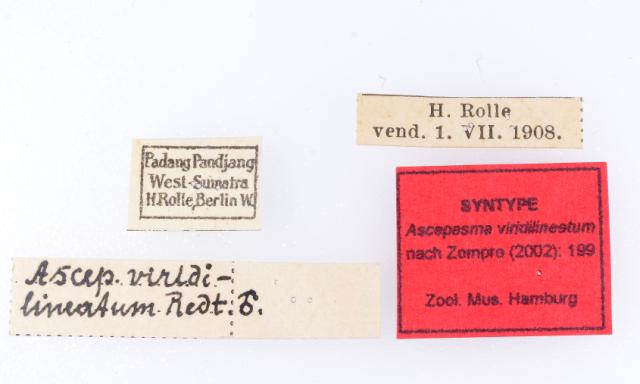 H. Rolle
vend. 1. VII. 1908.
Padang Pandjang
West-Sumatra
H.Rolle, Berlin W.
SYNTYPE
Ascepasma viridilineatum
nach Zompro (2002): 199
Zool. Mus. Hamburg
Ascep. viridi-
lineatum Redt.